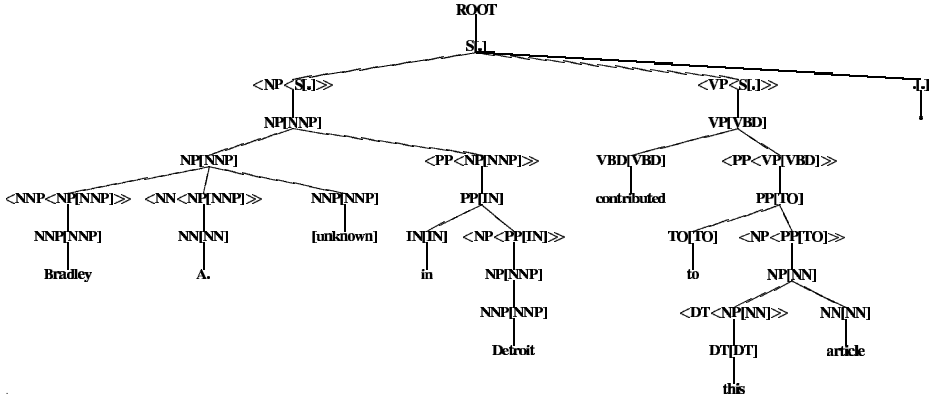 ROOT
S[.]
<NP<S[.]>> <VP<S[.]>> .[.]
NP[NNP] VP[VBD] .
NP[NNP] <PP<NP[NNP]>> VBD[VBD] <PP<VP[VBD]>>
<NNP<NP[NNP]>> <NN<NP[NNP]>> NNP[NNP] PP[IN] contributed PP[TO]
NNP[NNP] NN[NN] [unknown] IN[IN] <NP<PP[IN]>> TO[TO] <NP<PP[TO]>>
Bradley A. in NP[NNP] to NP[NN]
NNP[NNP] <DT<NP[NN]>> NN[NN]
Detroit DT[DT] article
this